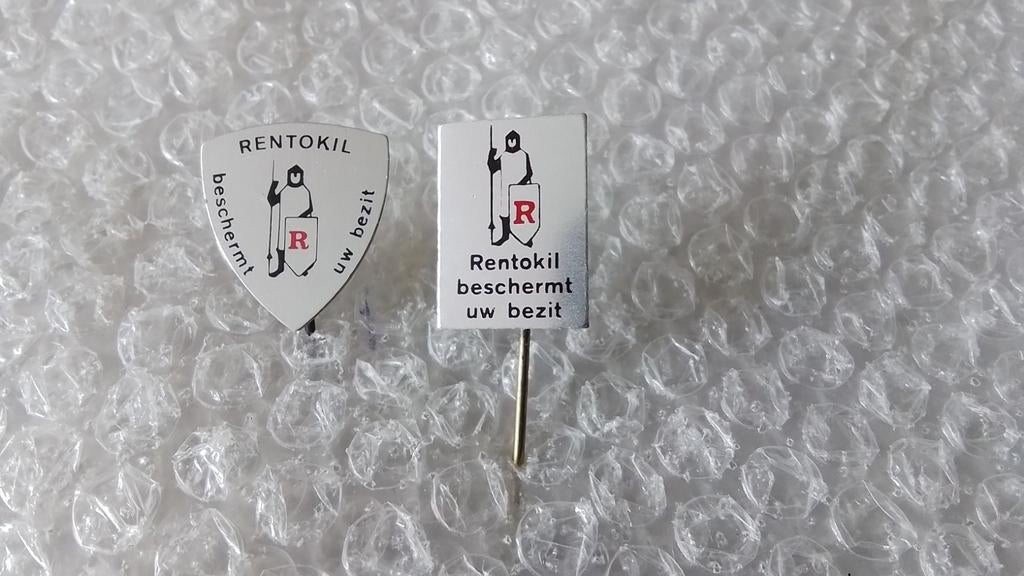 RENTOKIL
beschermt
uw bezit
R
R
Rentokil
beschermt
uw bezit